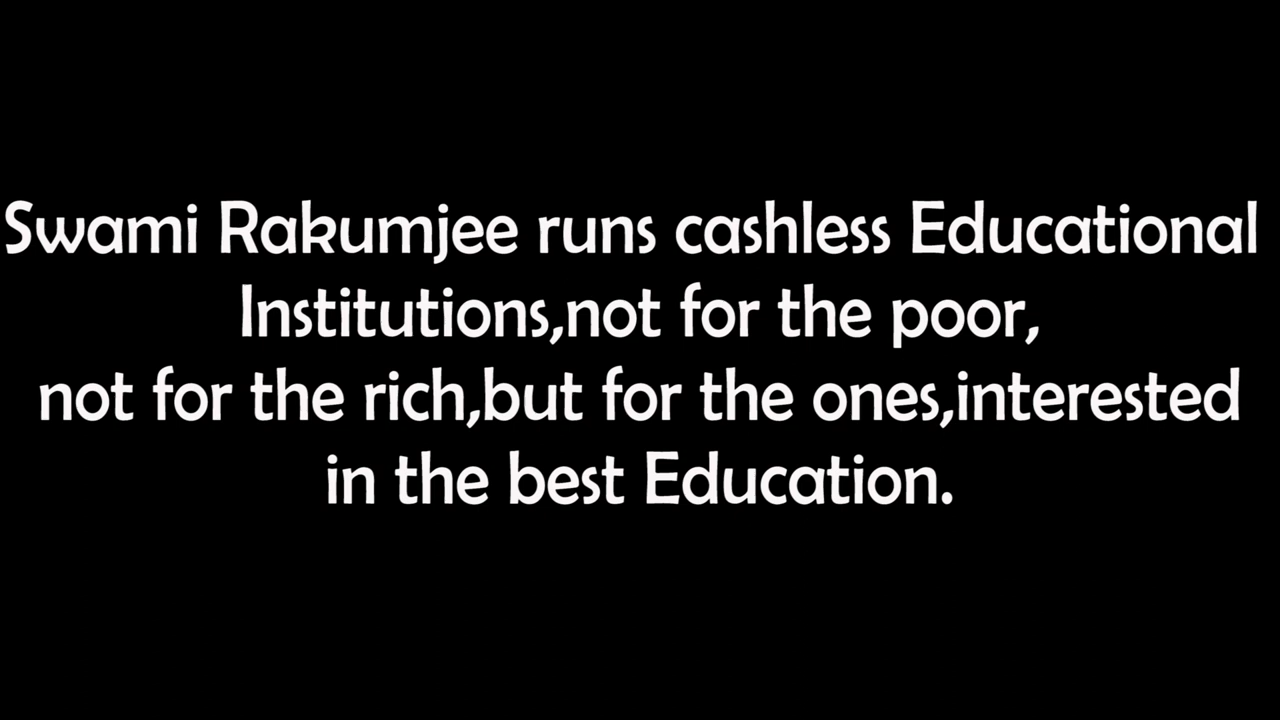 Swami Rakumjee runs cashless Educational
Institutions,not for the poor,
not for the rich,but for the ones,interested
in the best Education.